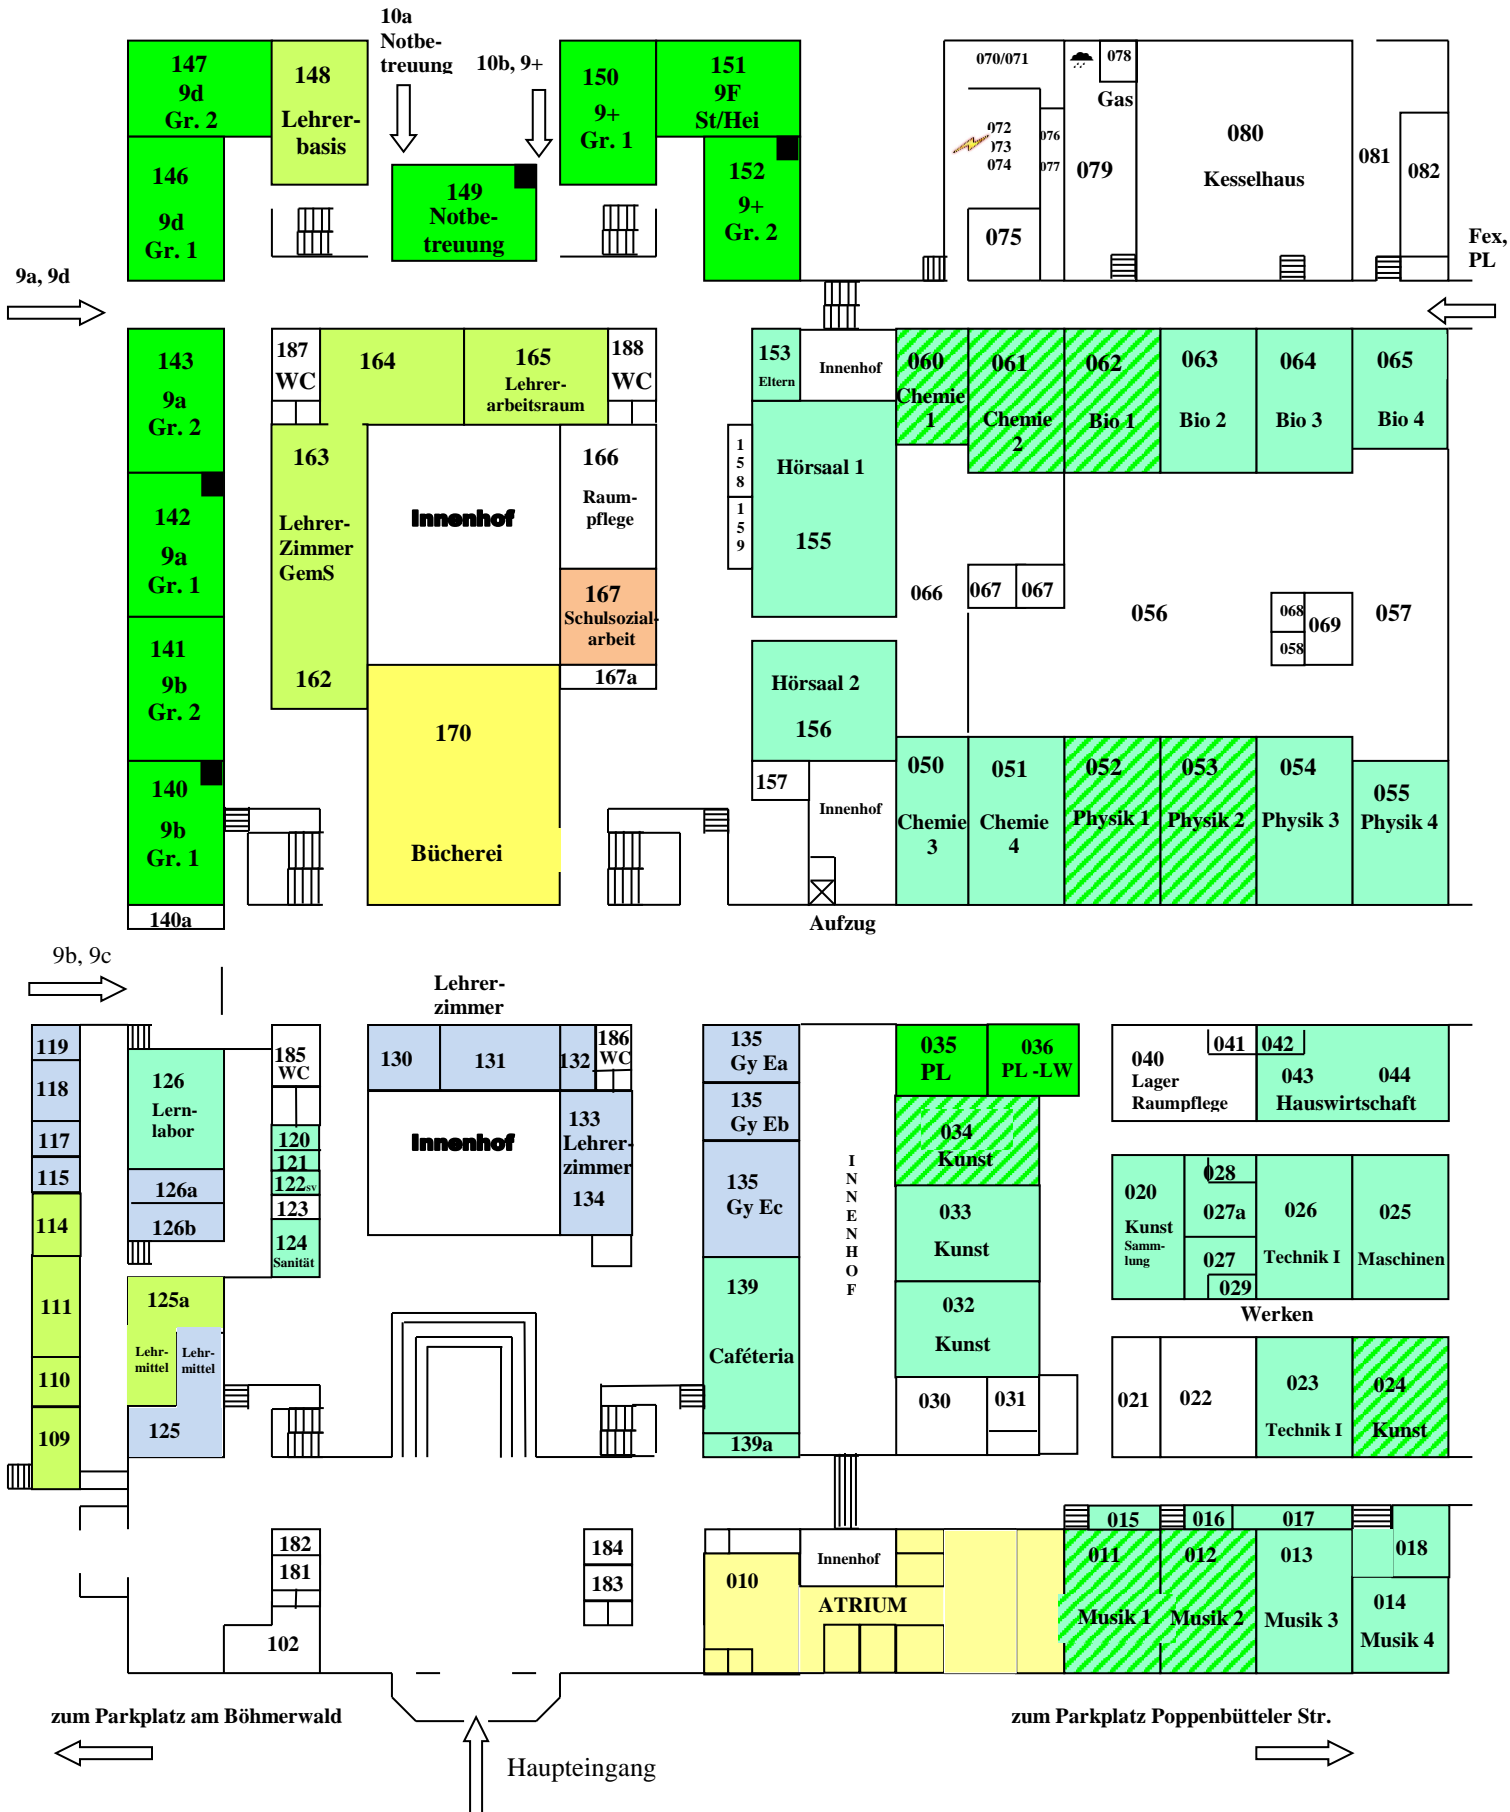 10a
Notbe-
treuung
10b, 9+
147
9d
Gr. 2
148
Lehrer-
basis
150
9+
Gr. 1
151
9F
St/Hei
070/071
078
Gas
146
9d
Gr. 1
149
Notbe-
treuung
152
9+
Gr. 2
072
073
074
076
077
075
079
080
Kesselhaus
081
082
9a, 9d
Fex,
PL
143
9a
Gr. 2
187
WC
164
165
Lehrer-
arbeitsraum
188
WC
153
Eltern
Innenhof
060
Chemie
1
061
Chemie
2
062
Bio 1
063
Bio 2
064
Bio 3
065
Bio 4
163
Lehrer-
Zimmer
GemS
162
Innenhof
166
Raum-
pflege
158
159
Hörsaal 1
155
142
9a
Gr. 1
167
Schulsozial-
arbeit
167a
066
067
067
056
068
058
069
057
141
9b
Gr. 2
170
Bücherei
Hörsaal 2
156
157
Innenhof
Aufzug
140
9b
Gr. 1
140a
050
Chemie
3
051
Chemie
4
052
Physik 1
053
Physik 2
054
Physik 3
055
Physik 4
9b, 9c
Lehrer-
zimmer
119
118
117
115
114
111
110
109
126
Lern-
labor
126a
126b
185
WC
120
121
122sv
123
124
Sanität
130
131
132
186
WC
Innenhof
133
Lehrer-
zimmer
134
135
Gy Ea
135
Gy Eb
135
Gy Ec
139
Caféteria
139a
INNENHOF
035
PL
036
PL -LW
034
Kunst
033
Kunst
032
Kunst
030
031
040
Lager
Raumpflege
041
042
043
044
Hauswirtschaft
020
Kunst
Samm-
lung
028
027a
027
029
026
Technik I
025
Maschinen
Werken
021
022
023
Technik I
024
Kunst
125a
Lehr-
mittel
Lehr-
mittel
125
182
181
102
184
183
010
Innenhof
ATRIUM
015
016
017
018
011
Musik 1
012
Musik 2
013
Musik 3
014
Musik 4
zum Parkplatz am Böhmerwald
zum Parkplatz Poppenbütteler Str.
Haupteingang